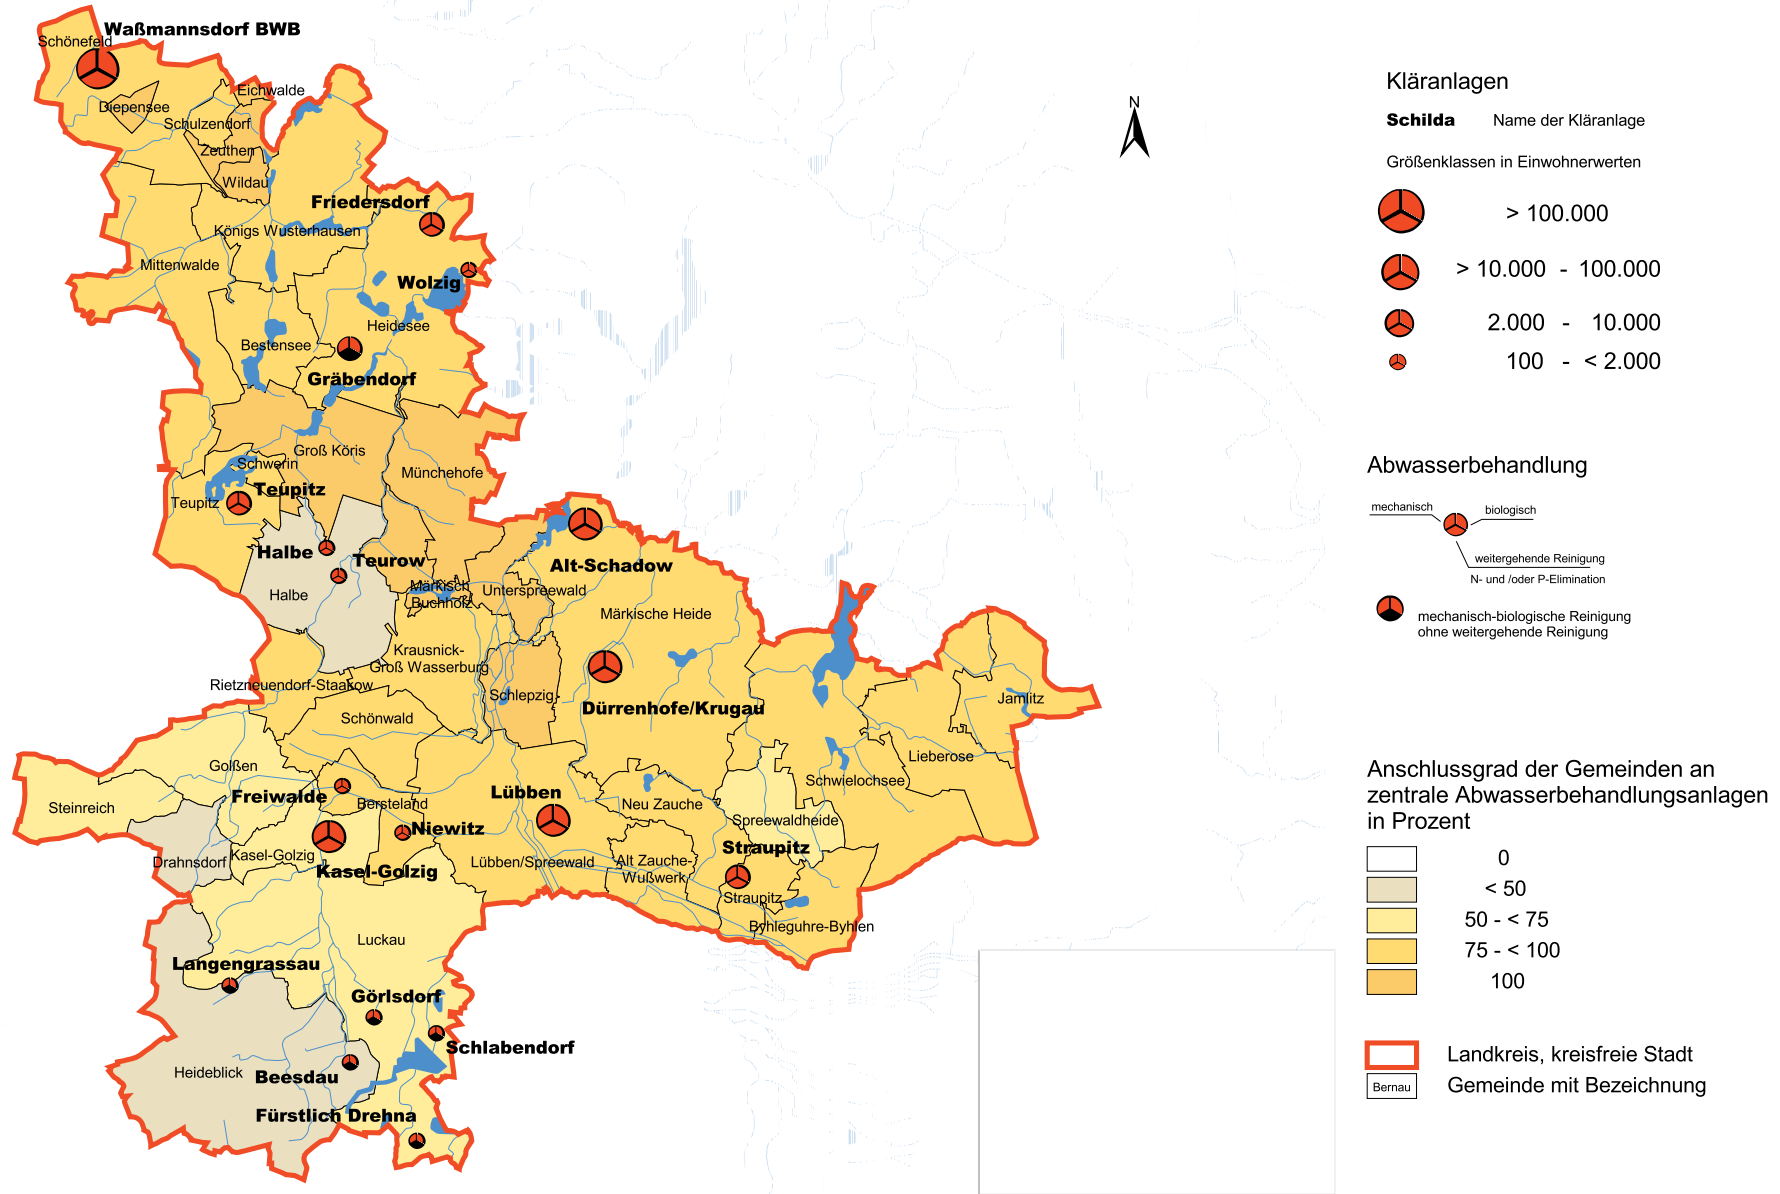 Waßmannsdorf BWB
Schönefeld
Diepensee
Eichwalde
Schulzendorf
Zeuthen
Wildau
Friedersdorf
Königs Wusterhausen
Mittenwalde
Wolzig
Heidesee
Bestensee
Gräbendorf
Groß Köris
Schwerin
Münchehofe
Teupitz
Teupitz
Halbe
Teurow
Alt-Schadow
Halbe
Märkisch
Buchholz
Unterspreewald
Märkische Heide
Krausnick-
Groß Wasserburg
Rietzneuendorf-Staakow
Schlepzig
Dürrenhofe/Krugau
Jamlitz
Schönwald
Golßen
Lieberose
Schwielochsee
Steinreich
Freiwalde
Bersteland
Lübben
Neu Zauche
Spreewaldheide
Niewitz
Straupitz
Drahnsdorf
Kasel-Golzig
Kasel-Golzig
Lübben/Spreewald
Alt Zauche-
Wußwerk
Straupitz
Byhleguhre-Byhlen
Luckau
Langengrassau
Görlsdorf
Schlabendorf
Heideblick
Beesdau
Fürstlich Drehna
N
Kläranlagen
Schilda Name der Kläranlage
Größenklassen in Einwohnerwerten
> 100.000
> 10.000 - 100.000
2.000 - 10.000
100 - < 2.000
Abwasserbehandlung
mechanisch biologisch
weitergehende Reinigung
N- und /oder P-Elimination
mechanisch-biologische Reinigung
ohne weitergehende Reinigung
Anschlussgrad der Gemeinden an
zentrale Abwasserbehandlungsanlagen
in Prozent
0
< 50
50 - < 75
75 - < 100
100
Landkreis, kreisfreie Stadt
Bernau Gemeinde mit Bezeichnung